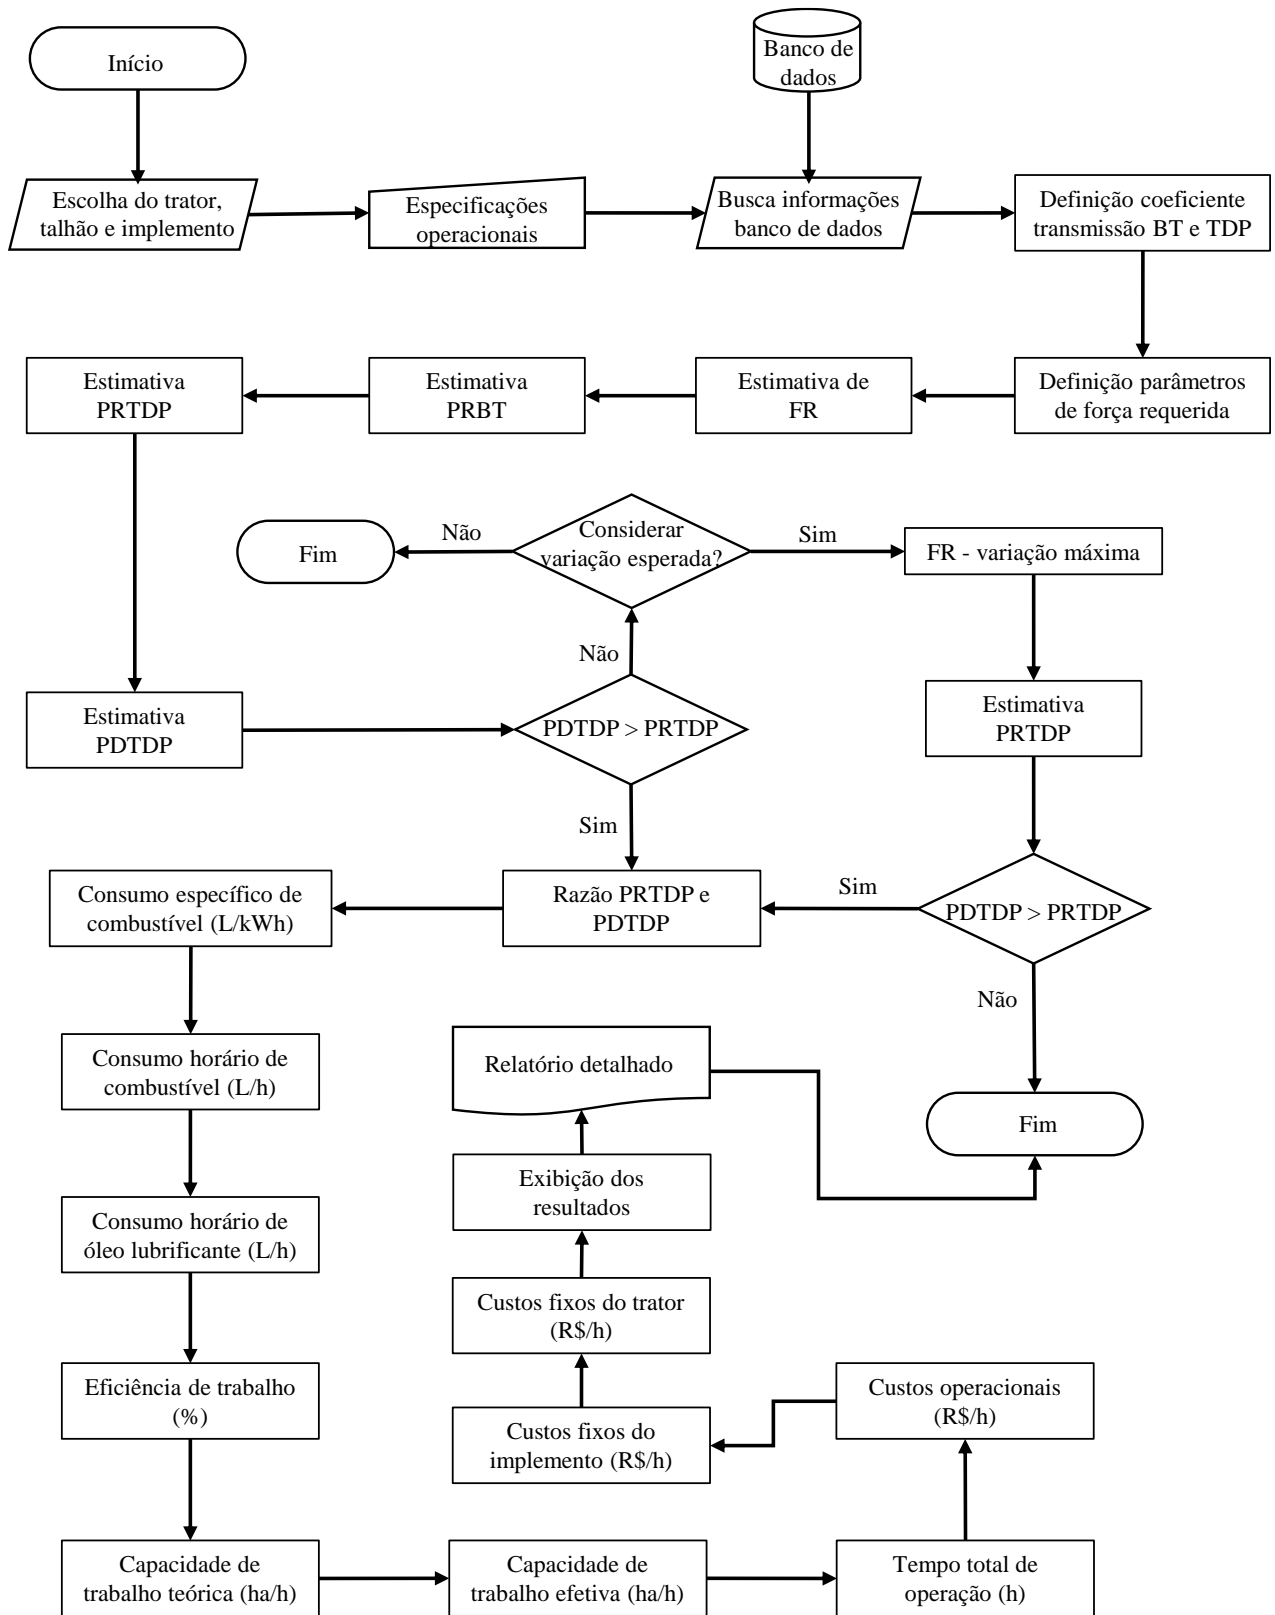 Início
Banco de
dados
Escolha do trator,
talhão e implemento
Especificações
operacionais
Busca informações
banco de dados
Definição coeficiente
transmissão BT e TDP
Estimativa
PRTDP
Estimativa
PRBT
Estimativa de
FR
Definição parâmetros
de força requerida
Fim
Não
Considerar
variação esperada?
Sim
FR - variação máxima
Não
Estimativa
PDTDP
PDTDP > PRTDP
Estimativa
PRTDP
Sim
Consumo específico de
combustível (L/kWh)
Razão PRTDP e
PDTDP
Sim
PDTDP > PRTDP
Não
Consumo horário de
combustível (L/h)
Relatório detalhado
Fim
Consumo horário de
óleo lubrificante (L/h)
Exibição dos
resultados
Custos fixos do trator
(R$/h)
Eficiência de trabalho
(%)
Custos fixos do
implemento (R$/h)
Custos operacionais
(R$/h)
Capacidade de
trabalho teórica (ha/h)
Capacidade de
trabalho efetiva (ha/h)
Tempo total de
operação (h)